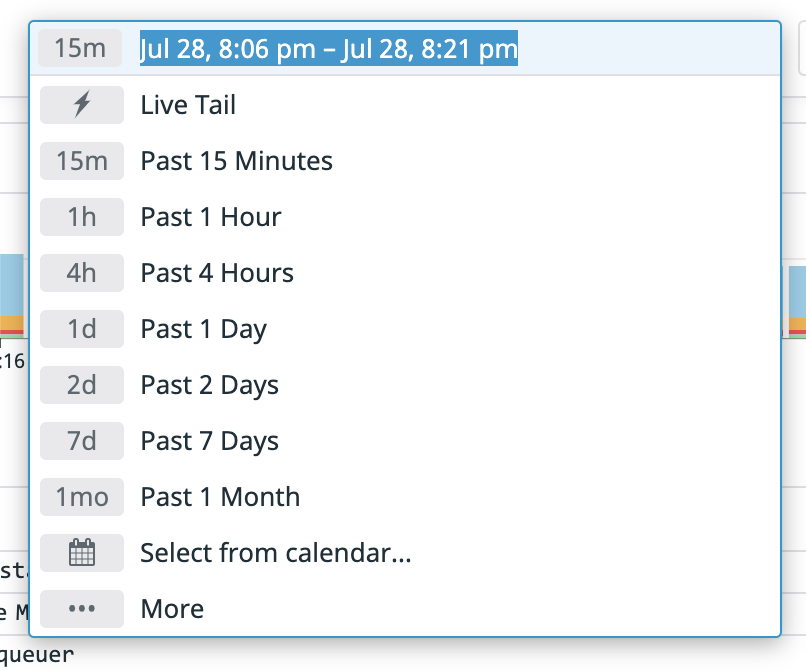 15m Jul 28, 8:06 pm – Jul 28, 8:21 pm
Live Tail
15m Past 15 Minutes
1h Past 1 Hour
4h Past 4 Hours
1d Past 1 Day
:16
2d Past 2 Days
7d Past 7 Days
1mo Past 1 Month
Select from calendar...
sta
e M
More
queuer